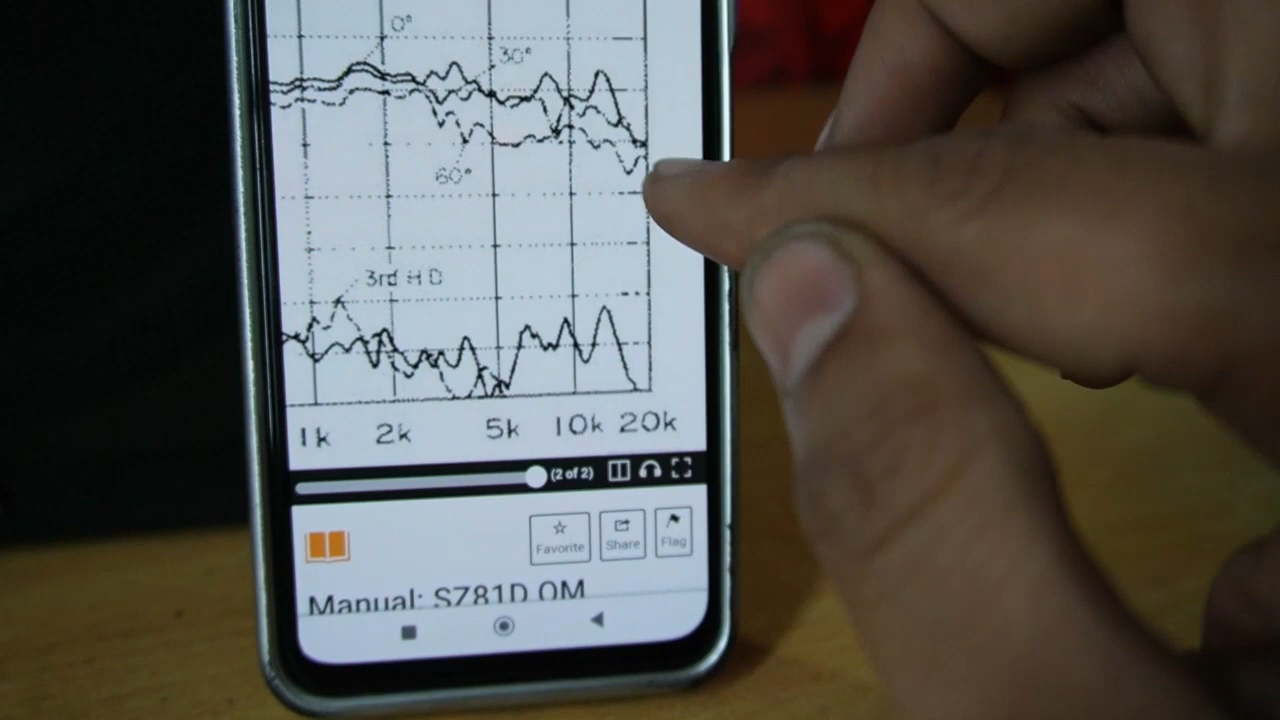 0°
30°
60°
3rd H D
1k 2k 5k 10k 20k
(2 of 2)
Favorite Share Flag
Manual: SZ81D OM